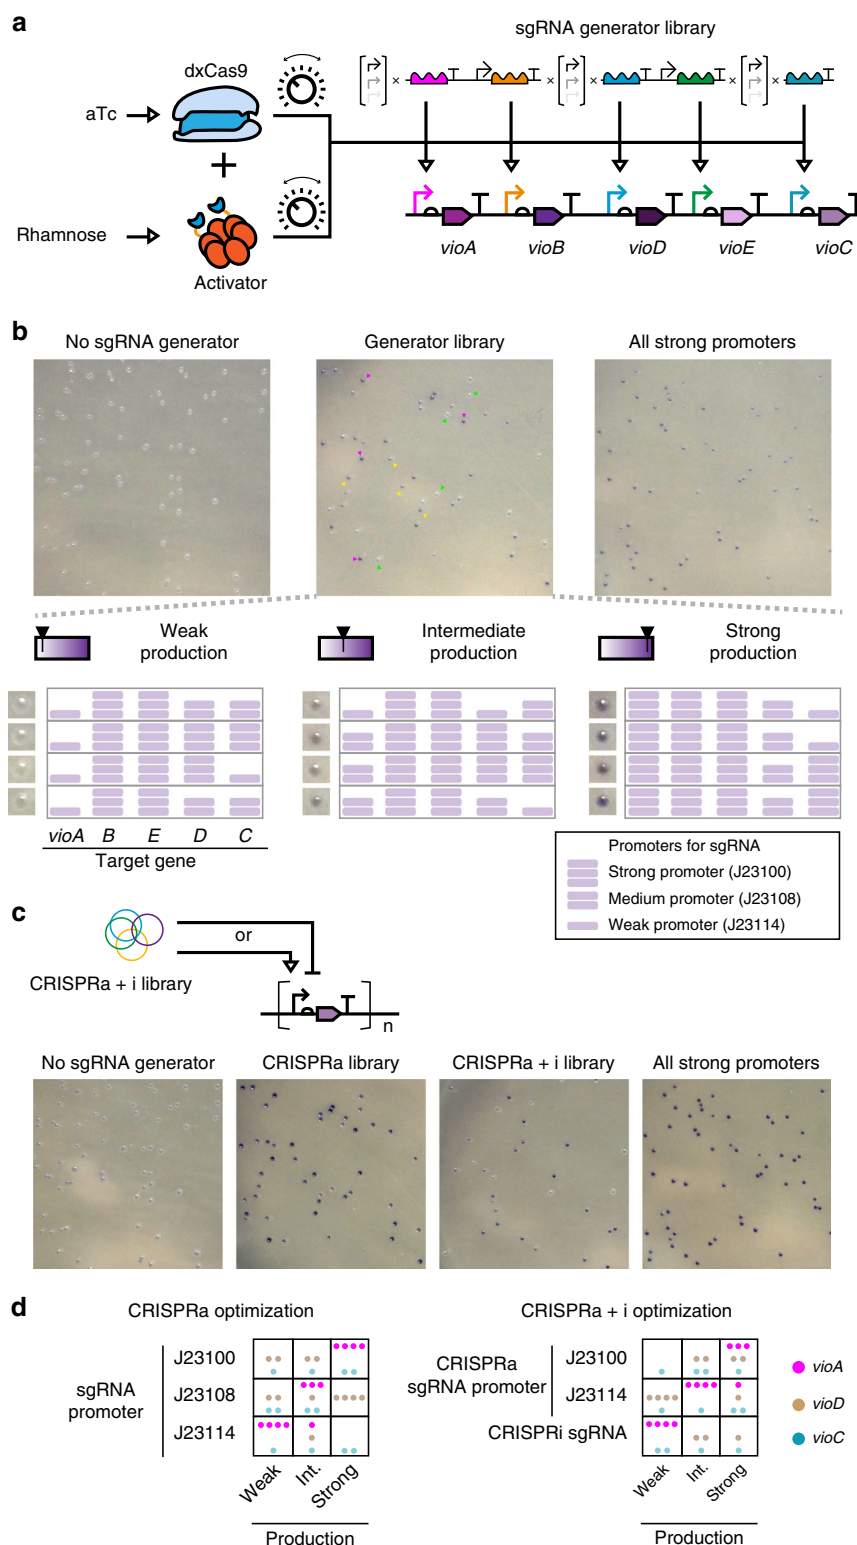 a
sgRNA generator library
dxCas9
aTc
Rhamnose
Activator
× × × × ×
vioA vioB vioD vioE vioC
b
No sgRNA generator
Generator library
All strong promoters
Weak
production
Intermediate
production
Strong
production
vioA B E D C
Target gene
Promoters for sgRNA
Strong promoter (J23100)
Medium promoter (J23108)
Weak promoter (J23114)
c
or
CRISPRa + i library
n
No sgRNA generator
CRISPRa library
CRISPRa + i library
All strong promoters
d
CRISPRa optimization
sgRNA
promoter
J23100
J23108
J23114
Weak
Int.
Strong
Production
CRISPRa + i optimization
CRISPRa
sgRNA promoter
J23100
J23114
CRISPRi sgRNA
Weak
Int.
Strong
Production
vioA
vioD
vioC